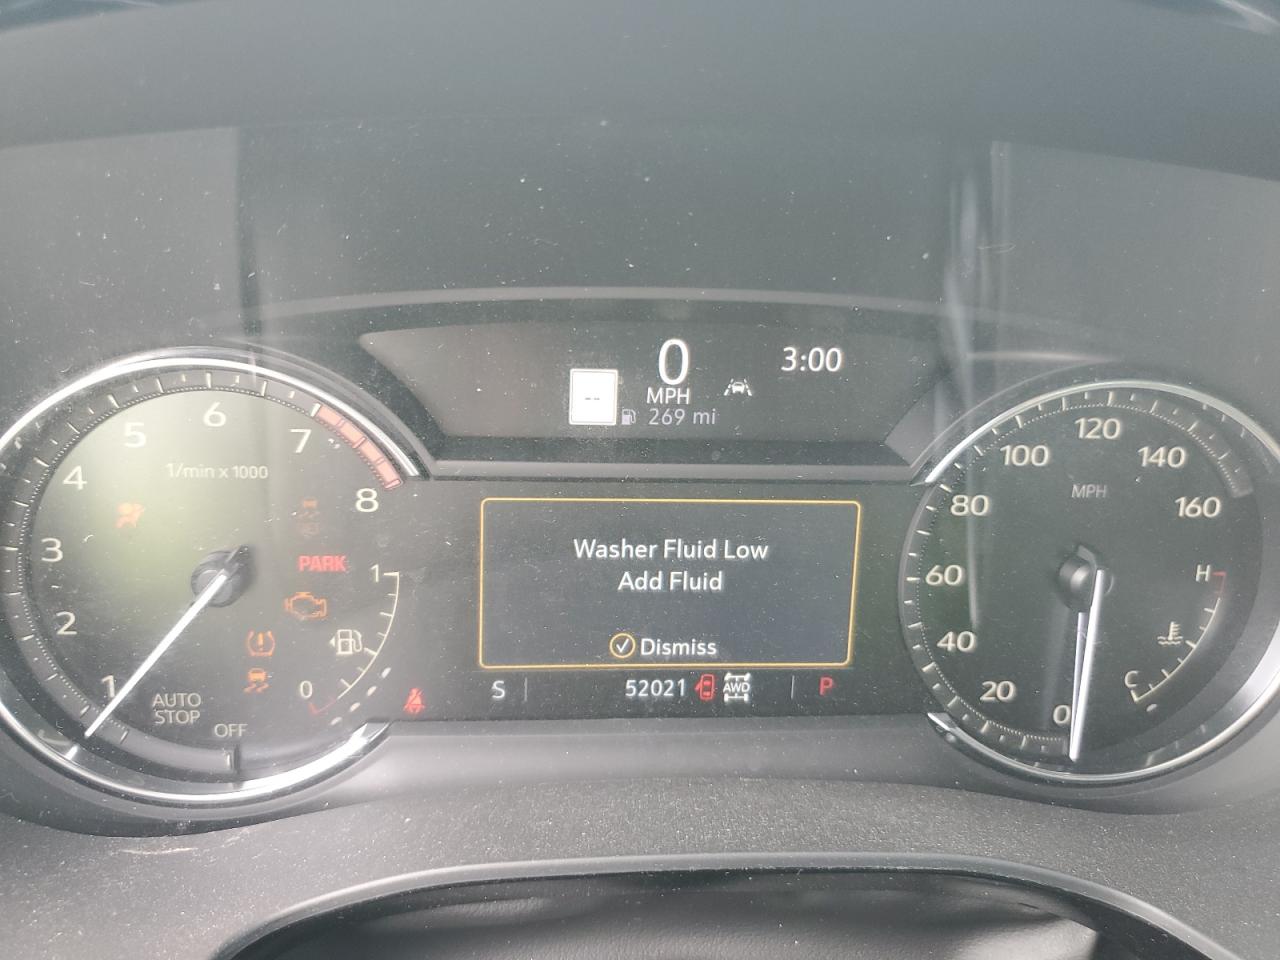 0
MPH
3:00
--
269 mi
1
2
3
4
5
6
7
8
1/min x 1000
PARK
AUTO
STOP
OFF
1
0
Washer Fluid Low
Add Fluid
Dismiss
S
52021
AWD
P
0
20
40
60
80
100
120
140
160
MPH
H
C